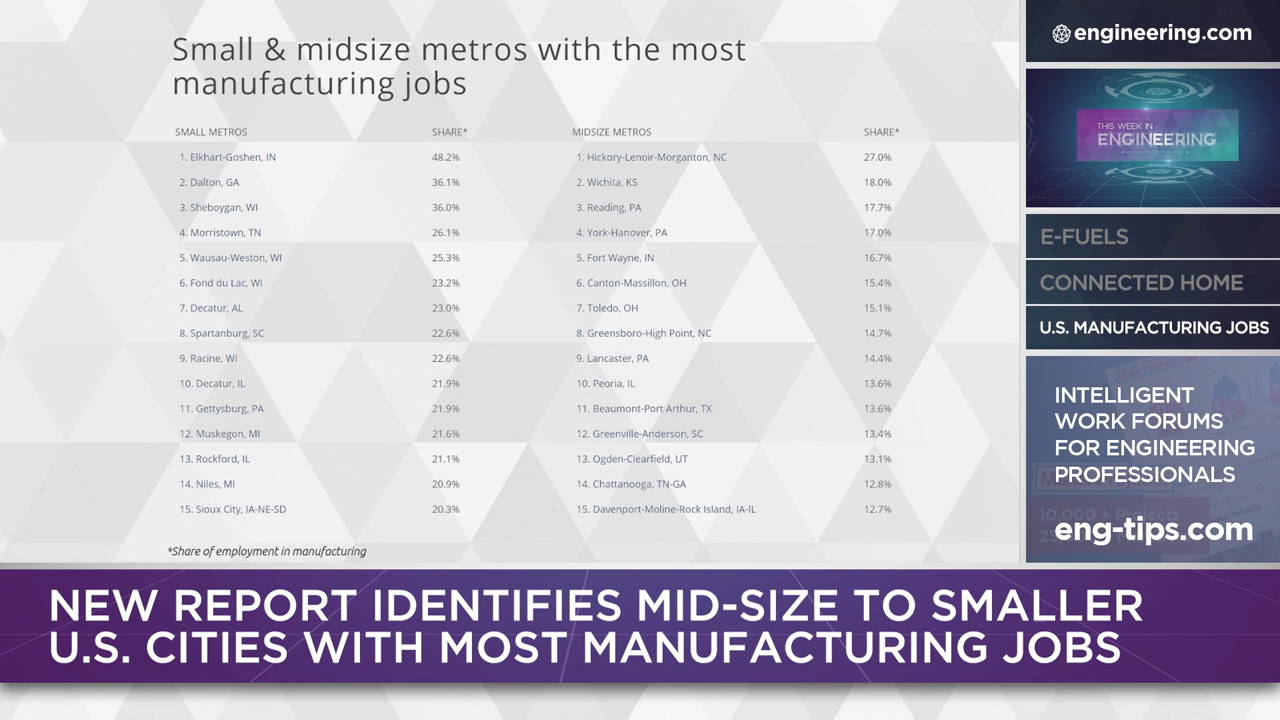 Small & midsize metros with the most
manufacturing jobs
SMALL METROS SHARE* MIDSIZE METROS SHARE*
1. Elkhart-Goshen, IN 48.2% 1. Hickory-Lenoir-Morganton, NC 27.0%
2. Dalton, GA 36.1% 2. Wichita, KS 18.0%
3. Sheboygan, WI 36.0% 3. Reading, PA 17.7%
4. Morristown, TN 26.1% 4. York-Hanover, PA 17.0%
5. Wausau-Weston, WI 25.3% 5. Fort Wayne, IN 16.7%
6. Fond du Lac, WI 23.2% 6. Canton-Massillon, OH 15.4%
7. Decatur, AL 23.0% 7. Toledo, OH 15.1%
8. Spartanburg, SC 22.6% 8. Greensboro-High Point, NC 14.7%
9. Racine, WI 22.6% 9. Lancaster, PA 14.4%
10. Decatur, IL 21.9% 10. Peoria, IL 13.6%
11. Gettysburg, PA 21.9% 11. Beaumont-Port Arthur, TX 13.6%
12. Muskegon, MI 21.6% 12. Greenville-Anderson, SC 13.4%
13. Rockford, IL 21.1% 13. Ogden-Clearfield, UT 13.1%
14. Niles, MI 20.9% 14. Chattanooga, TN-GA 12.8%
15. Sioux City, IA-NE-SD 20.3% 15. Davenport-Moline-Rock Island, IA-IL 12.7%
*Share of employment in manufacturing
engineering.com
THIS WEEK IN
ENGINEERING
E-FUELS
CONNECTED HOME
U.S. MANUFACTURING JOBS
INTELLIGENT
WORK FORUMS
FOR ENGINEERING
PROFESSIONALS
10,000 + Projects
eng-tips.com
NEW REPORT IDENTIFIES MID-SIZE TO SMALLER
U.S. CITIES WITH MOST MANUFACTURING JOBS